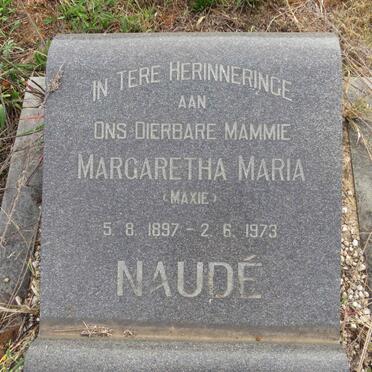 IN TERE HERINNERINGE
AAN
ONS DIERBARE MAMMIE
MARGARETHA MARIA
(MAXIE)
5. 8. 1897 – 2. 6. 1973
NAUDÉ